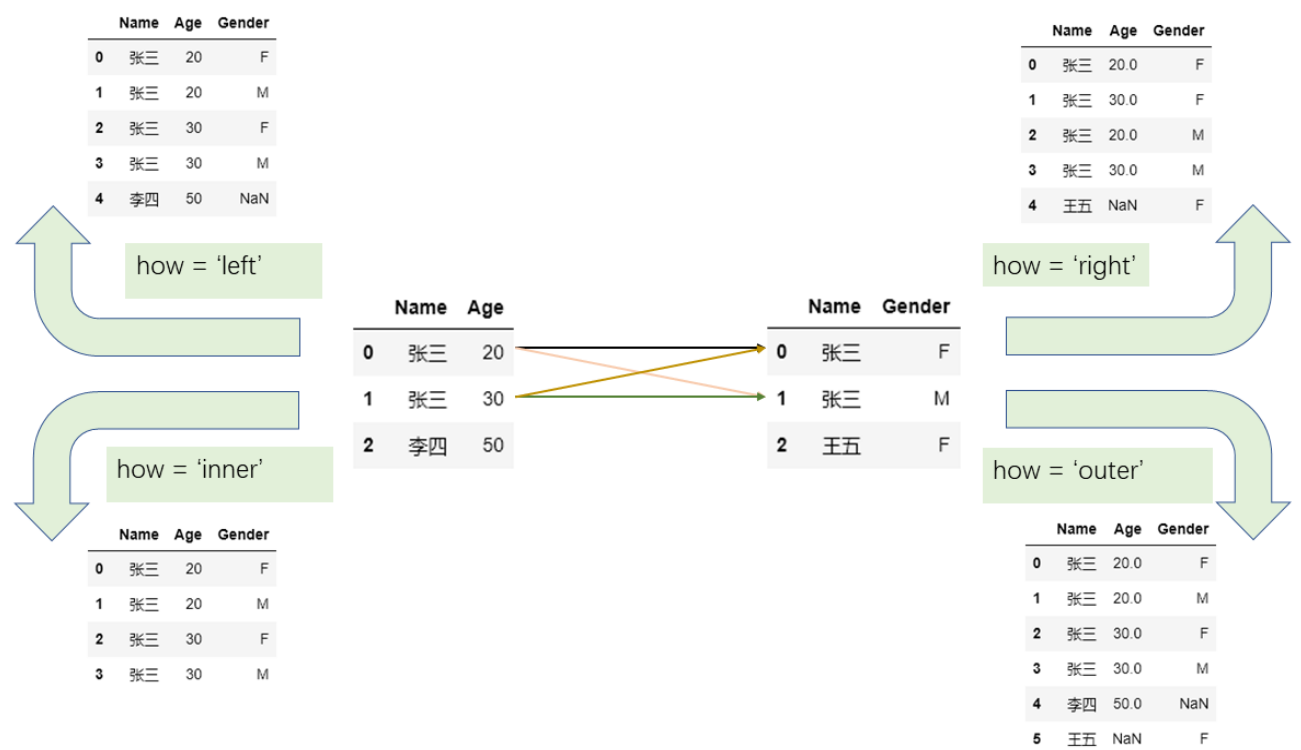 Name Age Gender
0 张三 20 F
1 张三 20 M
2 张三 30 F
3 张三 30 M
4 李四 50 NaN
how = ‘left’
Name Age Gender
0 张三 20.0 F
1 张三 30.0 F
2 张三 20.0 M
3 张三 30.0 M
4 王五 NaN F
how = ‘right’
Name Age
0 张三 20
1 张三 30
2 李四 50
Name Gender
0 张三 F
1 张三 M
2 王五 F
how = ‘inner’
Name Age Gender
0 张三 20 F
1 张三 20 M
2 张三 30 F
3 张三 30 M
how = ‘outer’
Name Age Gender
0 张三 20.0 F
1 张三 20.0 M
2 张三 30.0 F
3 张三 30.0 M
4 李四 50.0 NaN
5 王五 NaN F